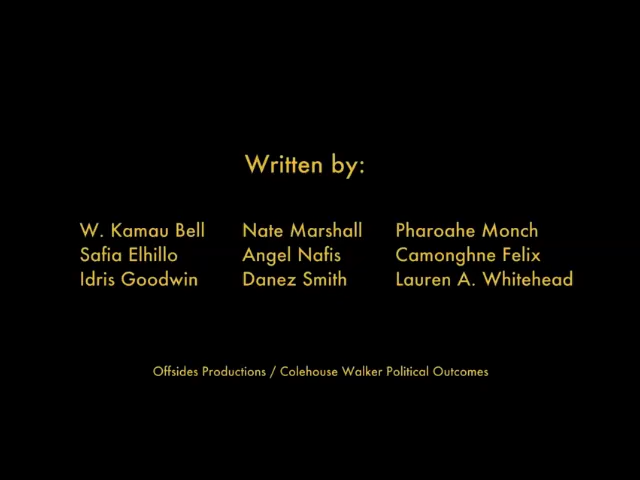 Written by:
W. Kamau Bell Nate Marshall Pharoahe Monch
Safia Elhillo Angel Nafis Camonghne Felix
Idris Goodwin Danez Smith Lauren A. Whitehead
Offsides Productions / Colehouse Walker Political Outcomes